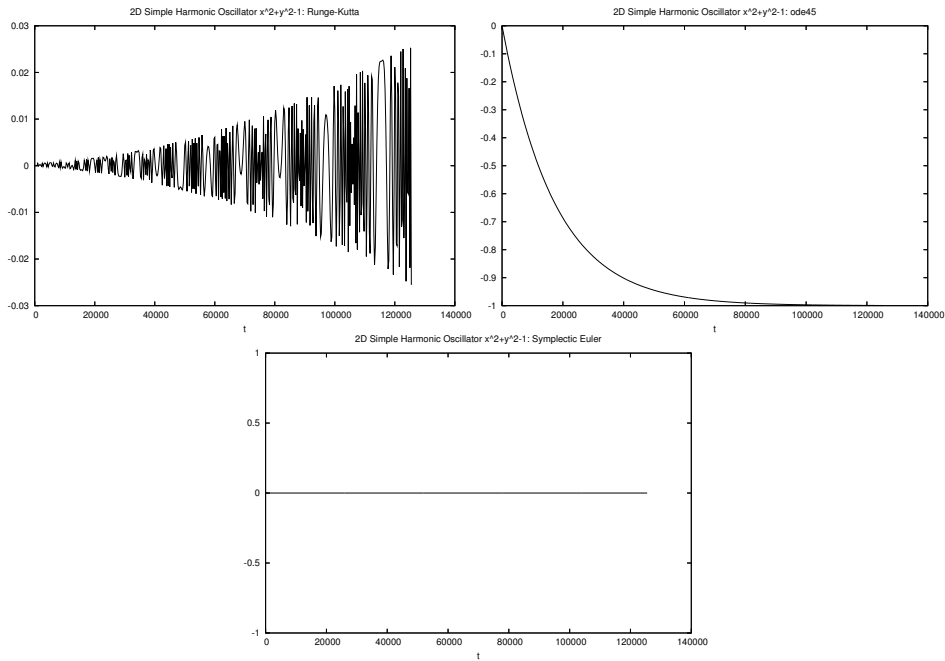 2D Simple Harmonic Oscillator x^2+y^2-1: Runge-Kutta
0.03
0.02
0.01
0
-0.01
-0.02
-0.03
0 20000 40000 60000 80000 100000 120000 140000
t
2D Simple Harmonic Oscillator x^2+y^2-1: ode45
0
-0.1
-0.2
-0.3
-0.4
-0.5
-0.6
-0.7
-0.8
-0.9
-1
0 20000 40000 60000 80000 100000 120000 140000
t
2D Simple Harmonic Oscillator x^2+y^2-1: Symplectic Euler
1
0.5
0
-0.5
-1
0 20000 40000 60000 80000 100000 120000 140000
t